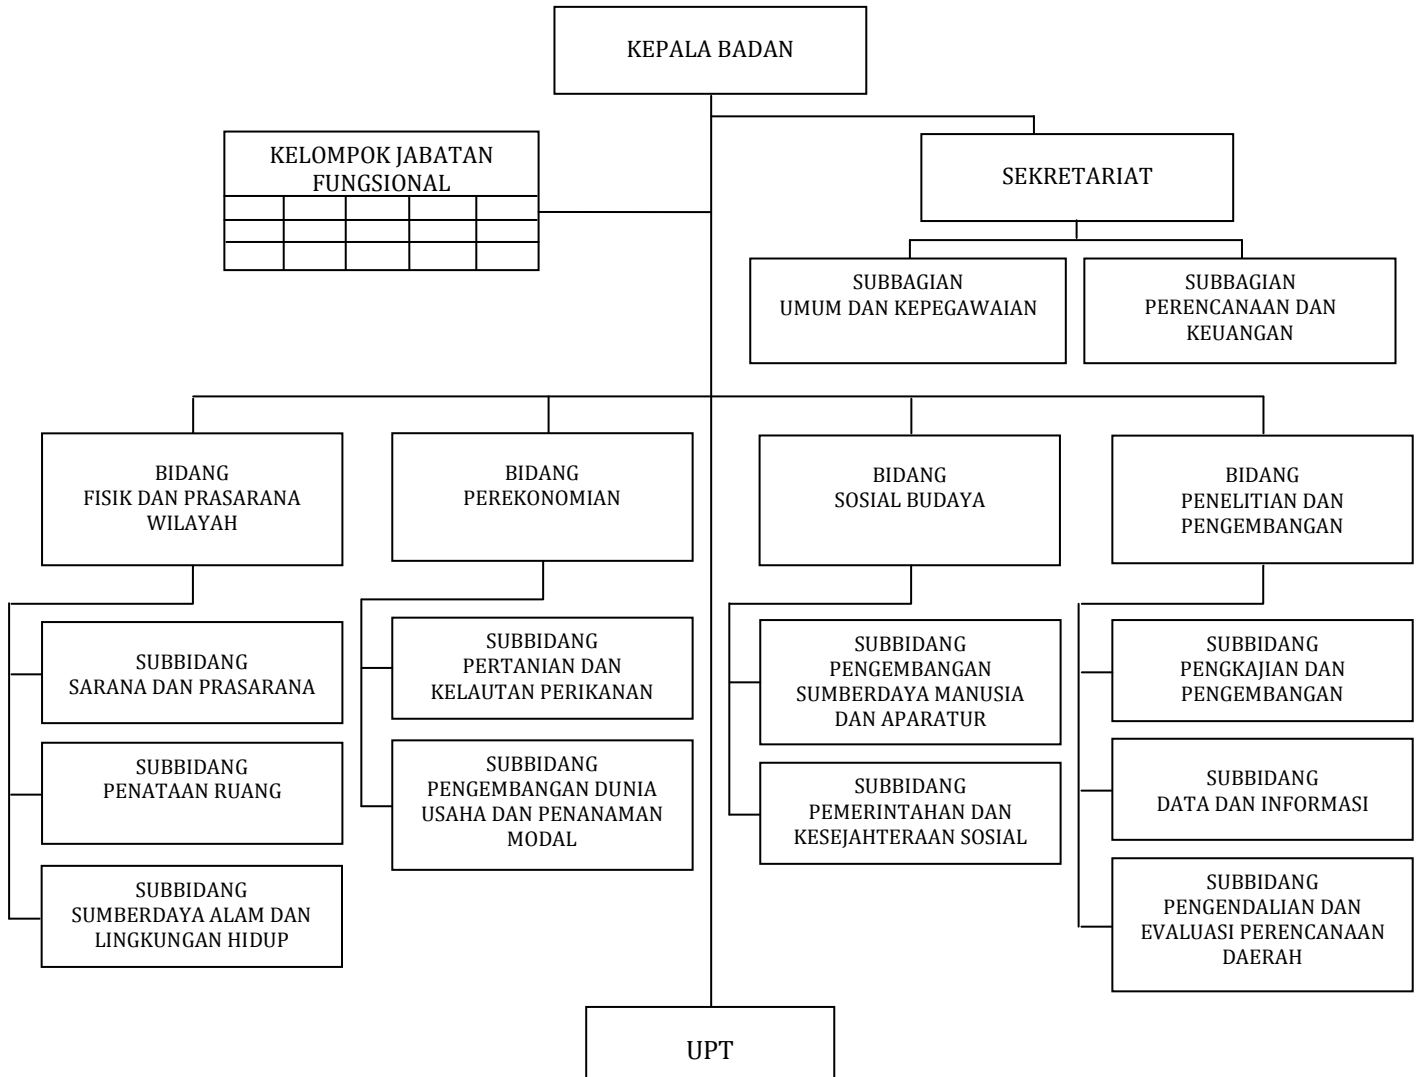 KEPALA BADAN
KELOMPOK JABATAN
FUNGSIONAL
SEKRETARIAT
SUBBAGIAN
UMUM DAN KEPEGAWAIAN
SUBBAGIAN
PERENCANAAN DAN
KEUANGAN
BIDANG
FISIK DAN PRASARANA
WILAYAH
BIDANG
PEREKONOMIAN
BIDANG
SOSIAL BUDAYA
BIDANG
PENELITIAN DAN
PENGEMBANGAN
SUBBIDANG
SARANA DAN PRASARANA
SUBBIDANG
PERTANIAN DAN
KELAUTAN PERIKANAN
SUBBIDANG
PENGEMBANGAN
SUMBERDAYA MANUSIA
DAN APARATUR
SUBBIDANG
PENGKAJIAN DAN
PENGEMBANGAN
SUBBIDANG
PENATAAN RUANG
SUBBIDANG
PENGEMBANGAN DUNIA
USAHA DAN PENANAMAN
MODAL
SUBBIDANG
PEMERINTAHAN DAN
KESEJAHTERAAN SOSIAL
SUBBIDANG
DATA DAN INFORMASI
SUBBIDANG
SUMBERDAYA ALAM DAN
LINGKUNGAN HIDUP
SUBBIDANG
PENGENDALIAN DAN
EVALUASI PERENCANAAN
DAERAH
UPT